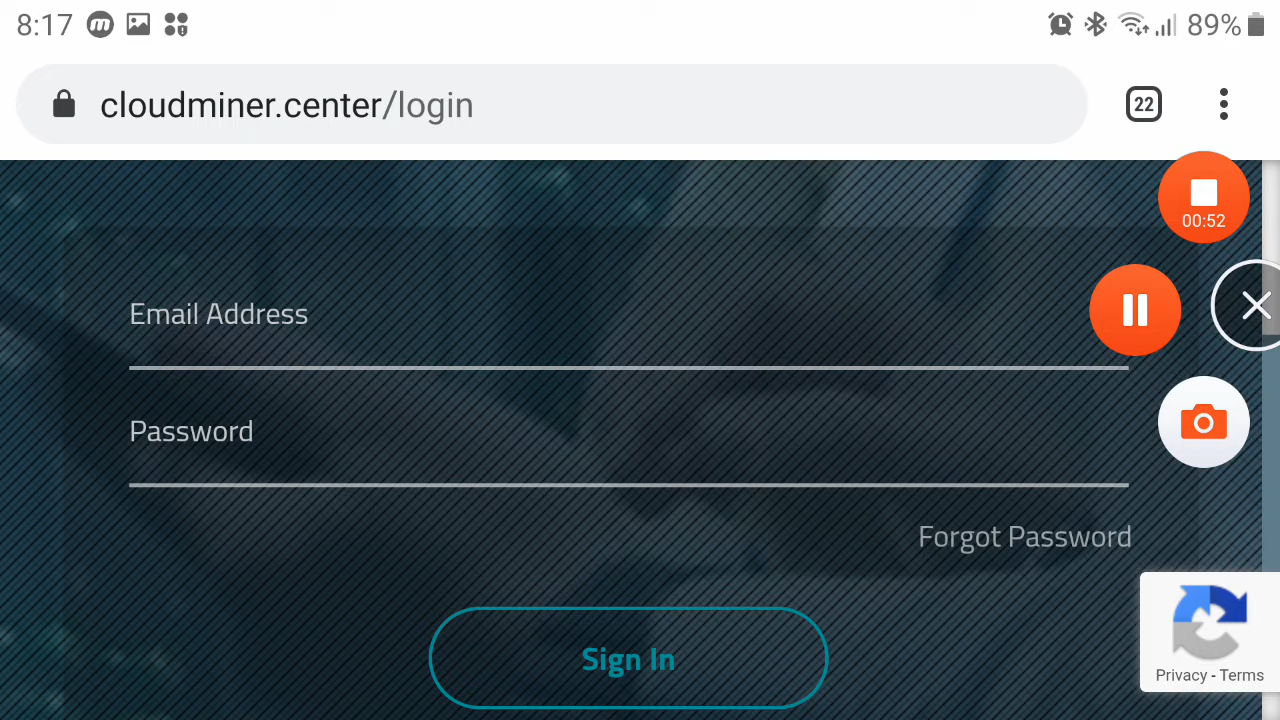 8:17 89%
cloudminer.center/login
22
00:52
Email Address
Password
Forgot Password
Sign In
Privacy - Terms